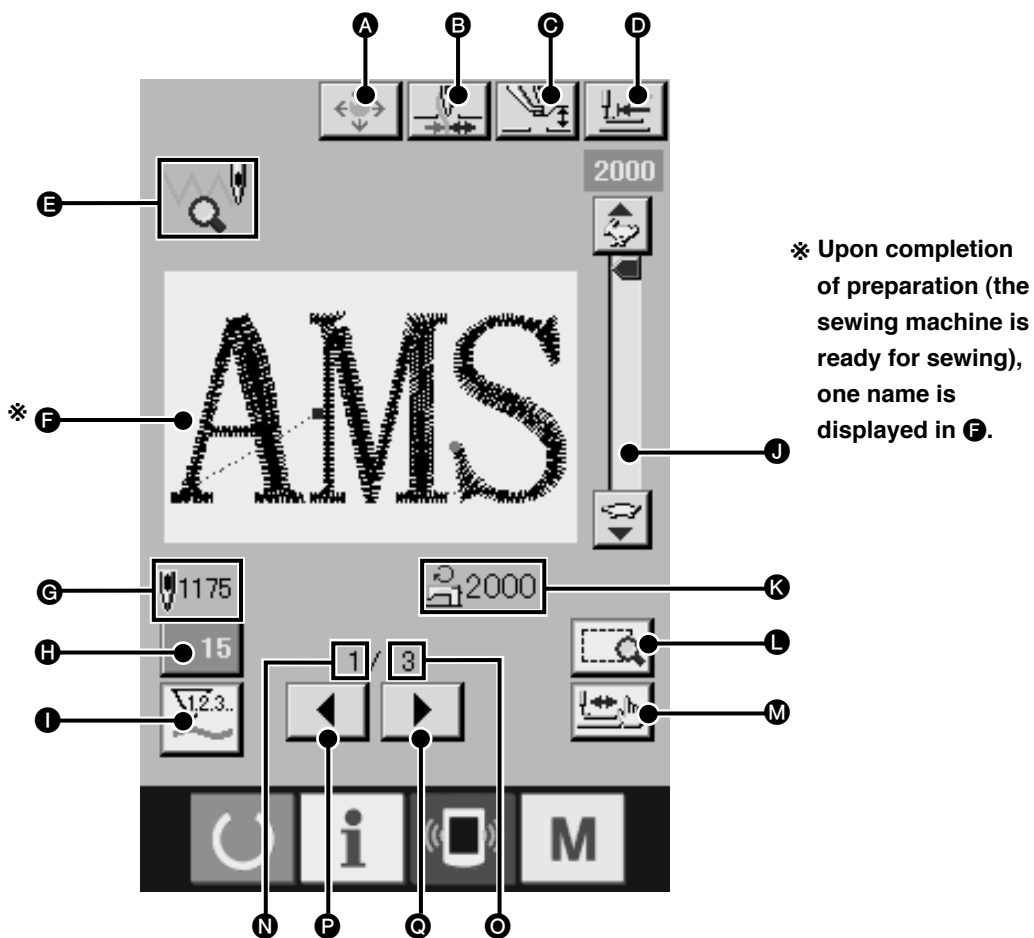 A B C D
2000
E
※ Upon completion
of preparation (the
sewing machine is
ready for sewing),
one name is
displayed in F.
AMS
※ F
J
G 1175
2000 K
H 15
1 / 3
L
I 1.2.3..
M
i M
N P Q O